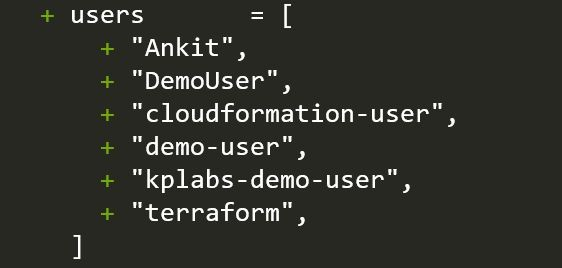 + users       = [
    + "Ankit",
    + "DemoUser",
    + "cloudformation-user",
    + "demo-user",
    + "kplabs-demo-user",
    + "terraform",
  ]